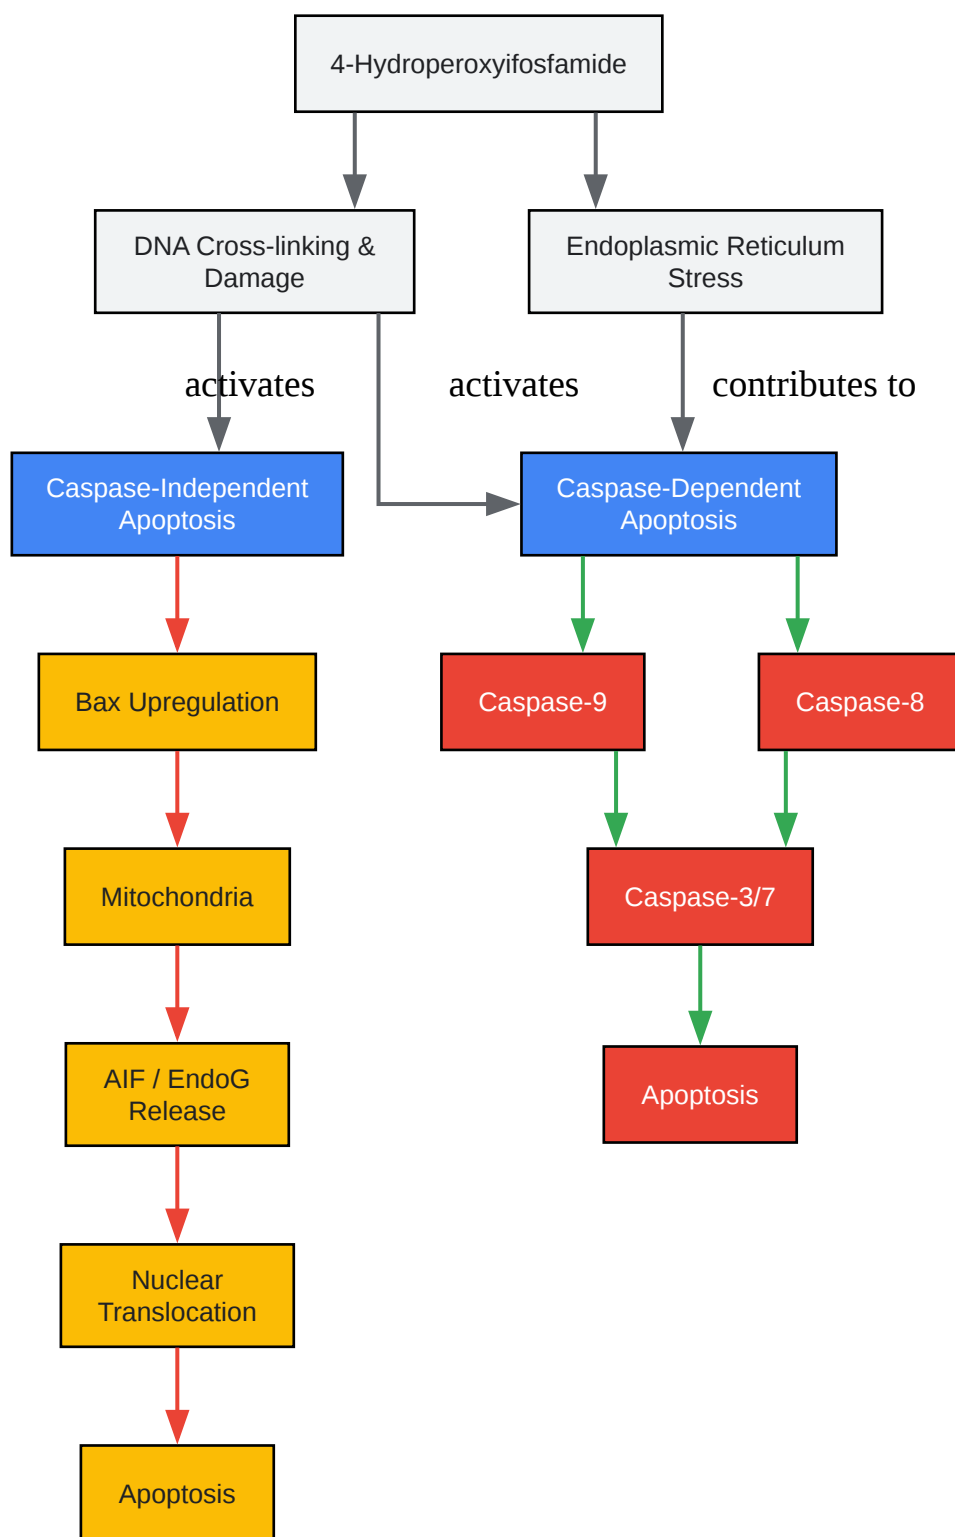 4-Hydroperoxyifosfamide
DNA Cross-linking &
Damage
Endoplasmic Reticulum
Stress
activates
activates
contributes to
Caspase-Independent
Apoptosis
Caspase-Dependent
Apoptosis
Bax Upregulation
Caspase-9
Caspase-8
Mitochondria
Caspase-3/7
AIF / EndoG
Release
Apoptosis
Nuclear
Translocation
Apoptosis